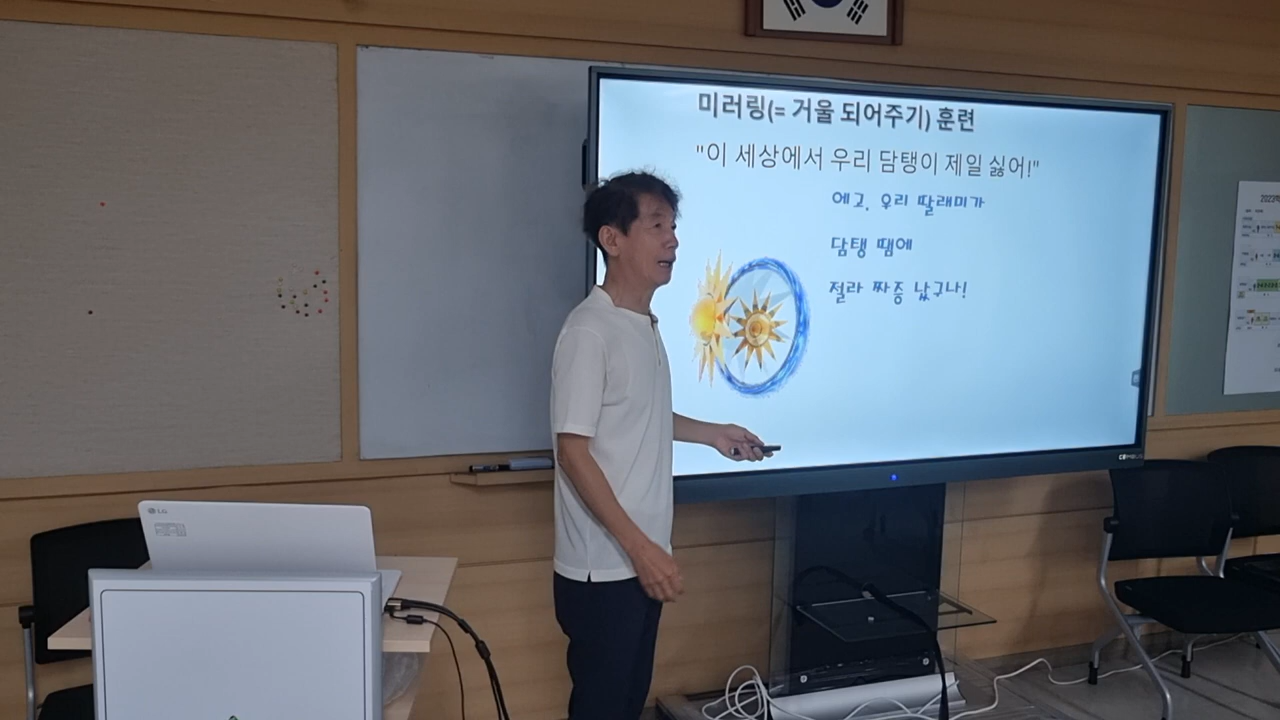 미러링(= 거울 되어주기) 훈련
"이 세상에서 우리 담탱이 제일 싫어!"
에고, 우리 딸래미가
담탱 땜에
절라 짜증 났구나!
LG